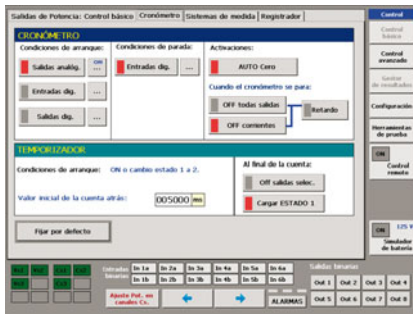 Salidas de Potencia: Control básico
Cronómetro
Sistemas de medida
Registrador
CRONÓMETRO
Condiciones de arranque:
Condiciones de parada:
Activaciones:
Salidas analóg.
ON
...
Entradas dig.
...
AUTO Cero
Entradas dig.
...
Cuando el cronómetro se para:
OFF todas salidas
Retardo
Salidas dig.
...
OFF corrientes
TEMPORIZADOR
Condiciones de arranque: ON o cambio estado 1 a 2.
Al final de la cuenta:
Off salidas selec.
Valor inicial de la cuenta atrás:
005000 ms
Cargar ESTADO 1
Fijar por defecto
Control
Control básico
Control avanzado
Gestor de resultados
Configuración
Herramientas de prueba
ON
Control remoto
ON
125 V
Simulador de batería
Entradas binarias
In 1a
In 2a
In 3a
In 4a
In 5a
In 6a
In 1b
In 2b
In 3b
In 4b
In 5b
In 6b
Salidas binarias
Out 1
Out 2
Out 3
Out 4
Ajuste Pot. en canales Cs.
ALARMAS
Out 5
Out 6
Out 7
Out 8